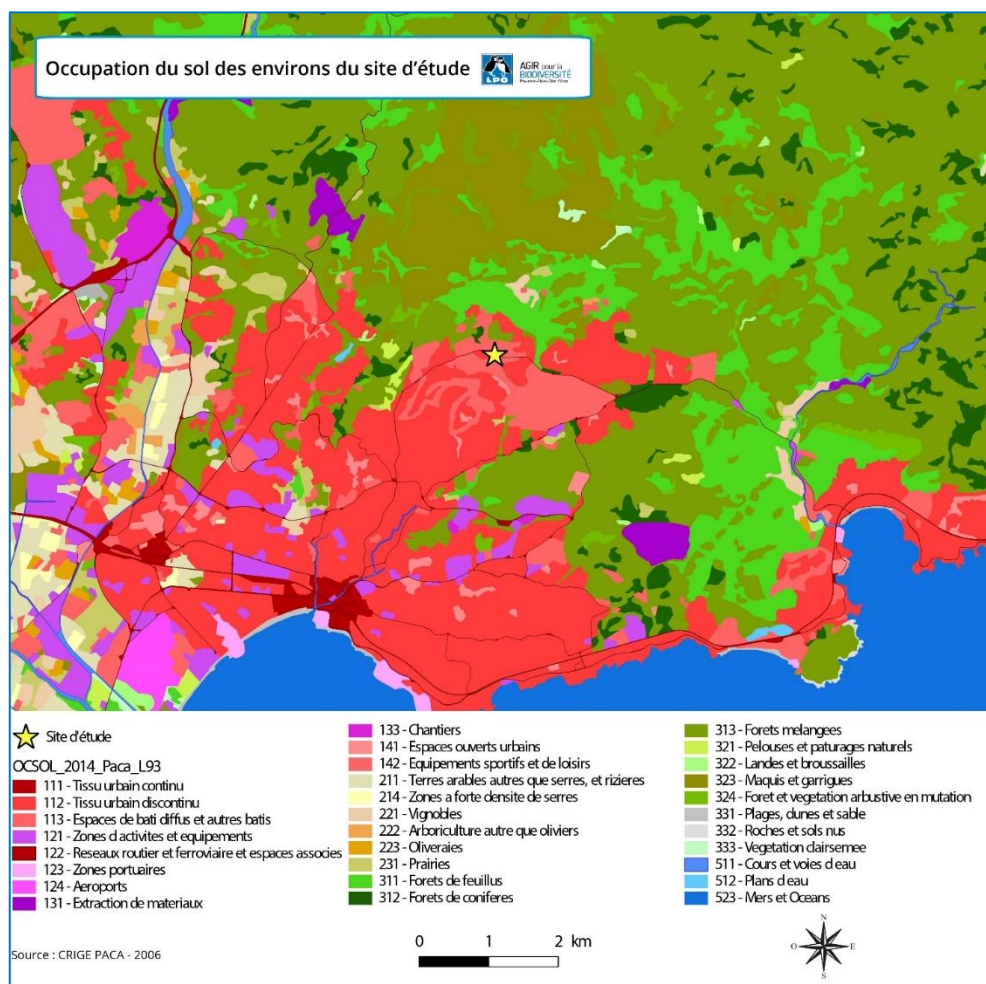 Occupation du sol des environs du site d'étude
LPO
AGIR pour la
BIODIVERSITÉ
Site d'étude
OCSOL_2014_Paca_L93
111 - Tissu urbain continu
112 - Tissu urbain discontinu
113 - Espaces de bati diffus et autres batis
121 - Zones d activites et equipements
122 - Reseaux routier et ferroviaire et espaces associes
123 - Zones portuaires
124 - Aeroports
131 - Extraction de materiaux
133 - Chantiers
141 - Espaces ouverts urbains
142 - Equipements sportifs et de loisirs
211 - Terres arables autres que serres, et rizieres
214 - Zones a forte densite de serres
221 - Vignobles
222 - Arboriculture autre que oliviers
223 - Oliveraies
231 - Prairies
311 - Forets de feuillus
312 - Forets de coniferes
313 - Forets melangees
321 - Pelouses et paturages naturels
322 - Landes et broussailles
323 - Maquis et garrigues
324 - Foret et vegetation arbustive en mutation
331 - Plages, dunes et sable
332 - Roches et sols nus
333 - Vegetation clairsemee
511 - Cours et voies d eau
512 - Plans d eau
523 - Mers et Oceans
Source : CRIGE PACA - 2006
0 1 2 km
N
O E
S